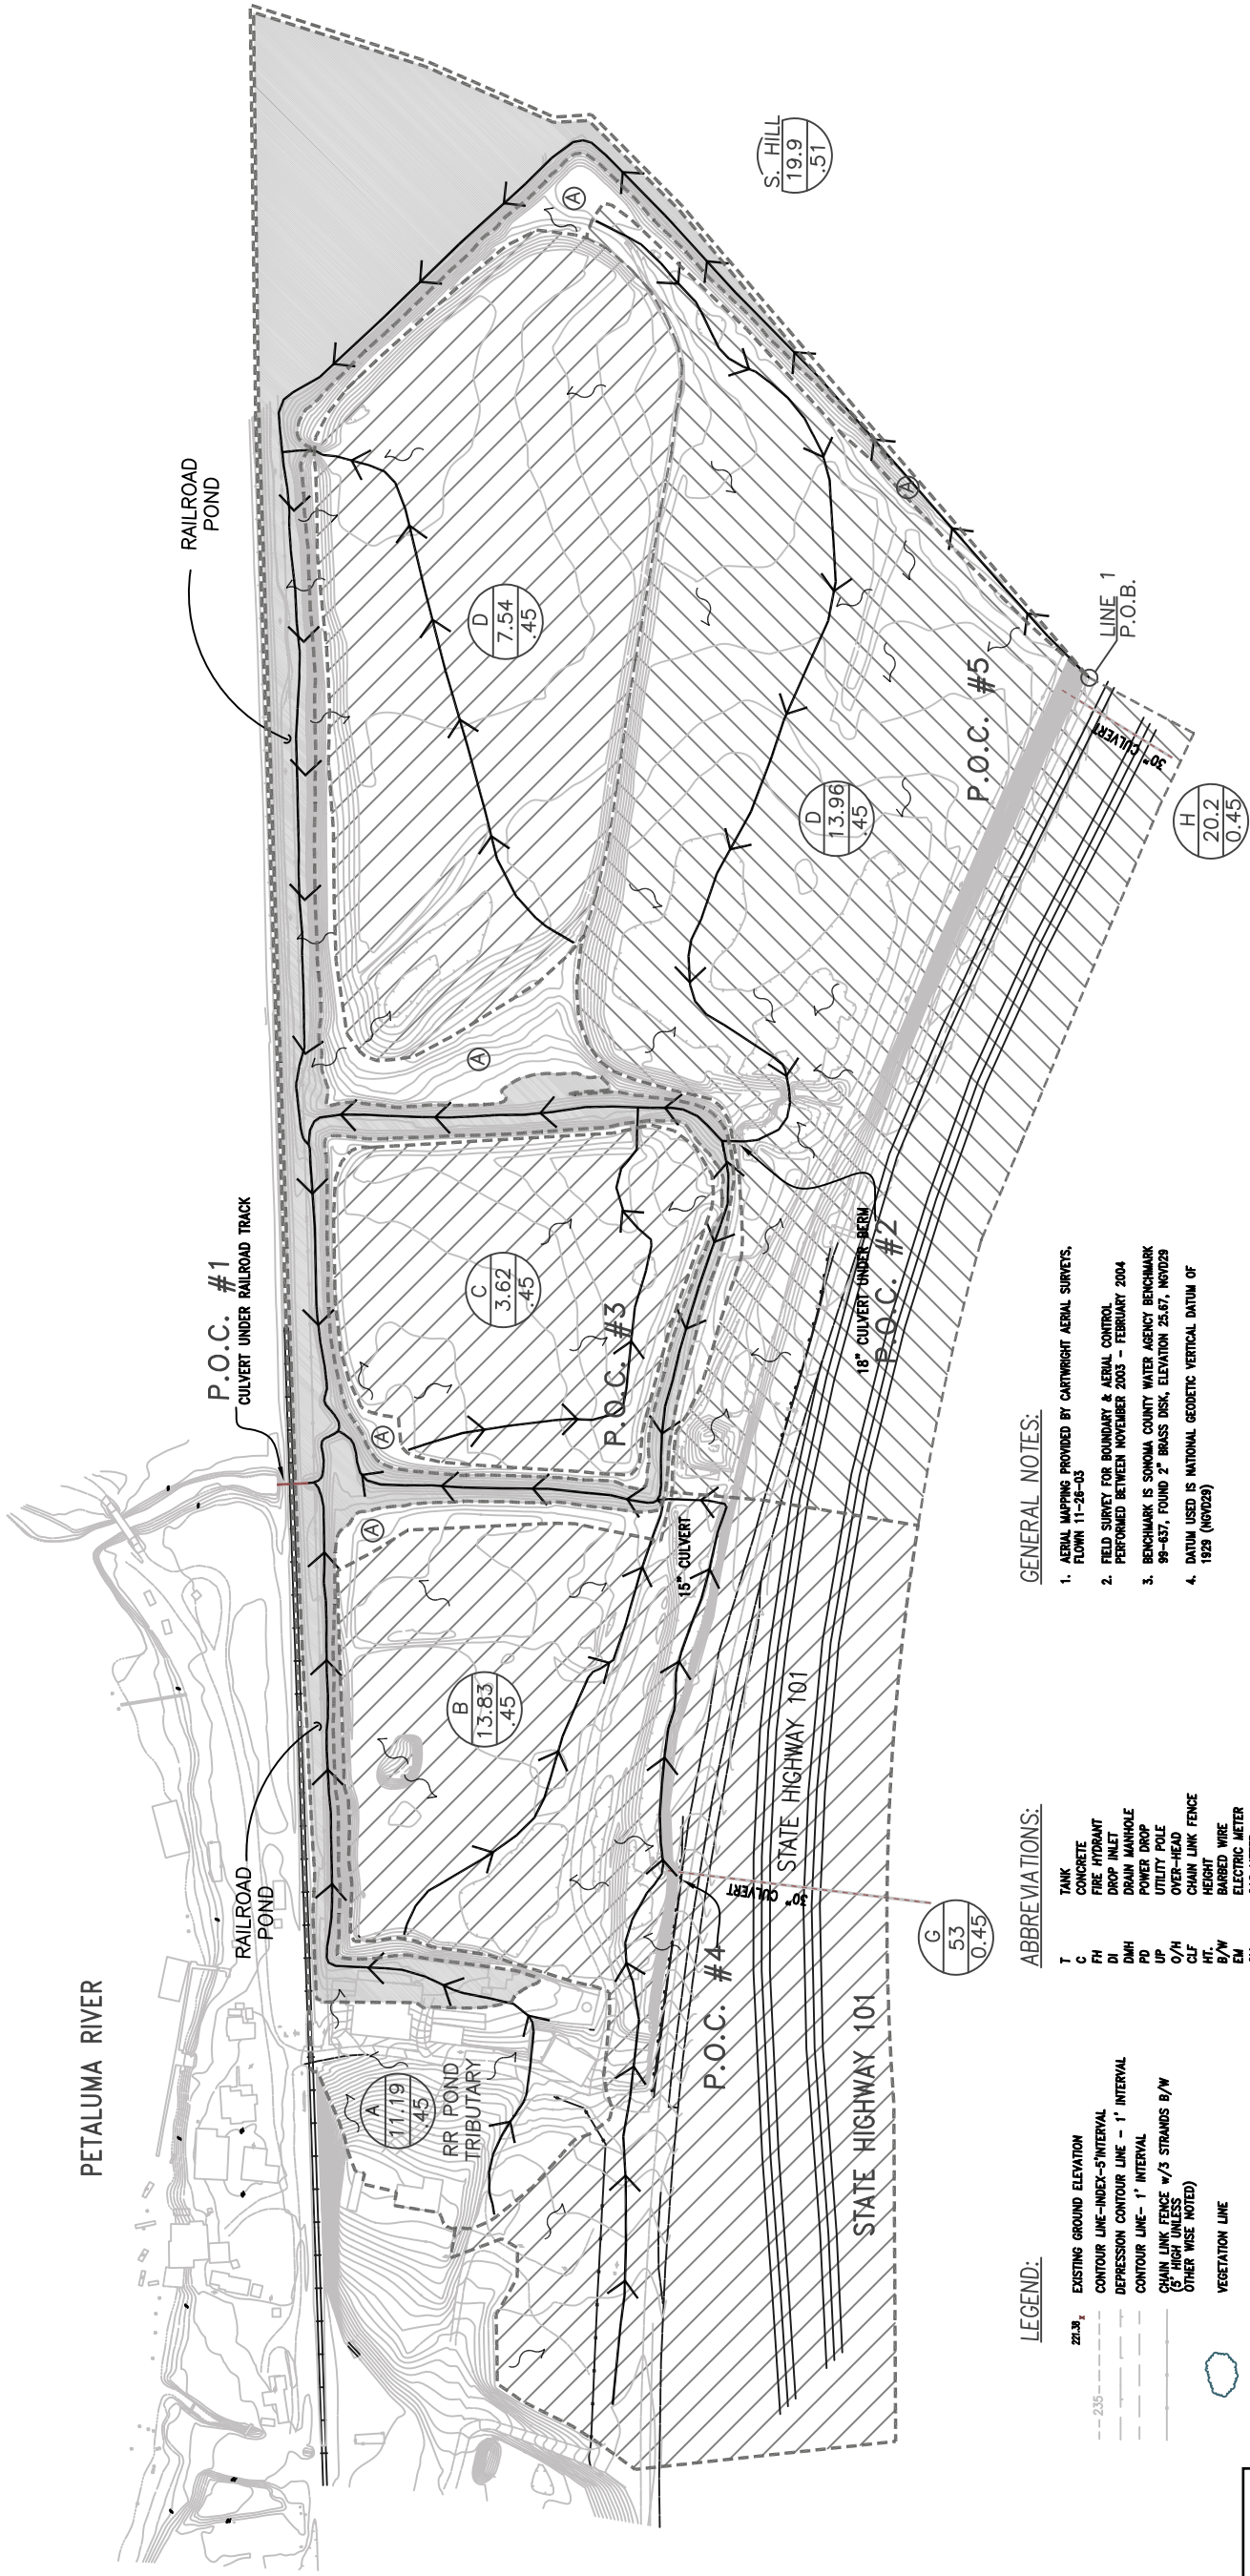 PETALUMA RIVER
RAILROAD
POND
P.O.C. #1
CULVERT UNDER RAILROAD TRACK
RAILROAD
POND
A
11.19
.45
RR POND
TRIBUTARY
B
13.83
.45
C
3.62
.45
D
7.54
.45
D
13.96
.45
S. HILL
19.9
.51
A
A
A
A
A
P.O.C. #3
15" CULVERT
18" CULVERT UNDER BERM
P.O.C. #2
P.O.C. #4
30" CULVERT
STATE HIGHWAY 101
STATE HIGHWAY 101
P.O.C. #5
30" CULVERT
LINE 1
P.O.B.
G
53
0.45
H
20.2
0.45
LEGEND:
221.38 x EXISTING GROUND ELEVATION
235 CONTOUR LINE-INDEX-5'INTERVAL
DEPRESSION CONTOUR LINE - 1' INTERVAL
CONTOUR LINE- 1' INTERVAL
CHAIN LINK FENCE w/3 STRANDS B/W
(5' HIGH UNLESS
OTHER WISE NOTED)
VEGETATION LINE
ABBREVIATIONS:
T TANK
C CONCRETE
FH FIRE HYDRANT
DI DROP INLET
DMH DRAIN MANHOLE
PD POWER DROP
UP UTILITY POLE
O/H OVER-HEAD
CLF CHAIN LINK FENCE
HT. HEIGHT
B/W BARBED WIRE
EM ELECTRIC METER
GENERAL NOTES:
1. AERIAL MAPPING PROVIDED BY CARTWRIGHT AERIAL SURVEYS,
FLOWN 11-26-03
2. FIELD SURVEY FOR BOUNDARY & AERIAL CONTROL
PERFORMED BETWEEN NOVEMBER 2003 - FEBRUARY 2004
3. BENCHMARK IS SONOMA COUNTY WATER AGENCY BENCHMARK
99-637, FOUND 2" BRASS DISK, ELEVATION 25.67, NGVD29
4. DATUM USED IS NATIONAL GEODETIC VERTICAL DATUM OF
1929 (NGVD29)